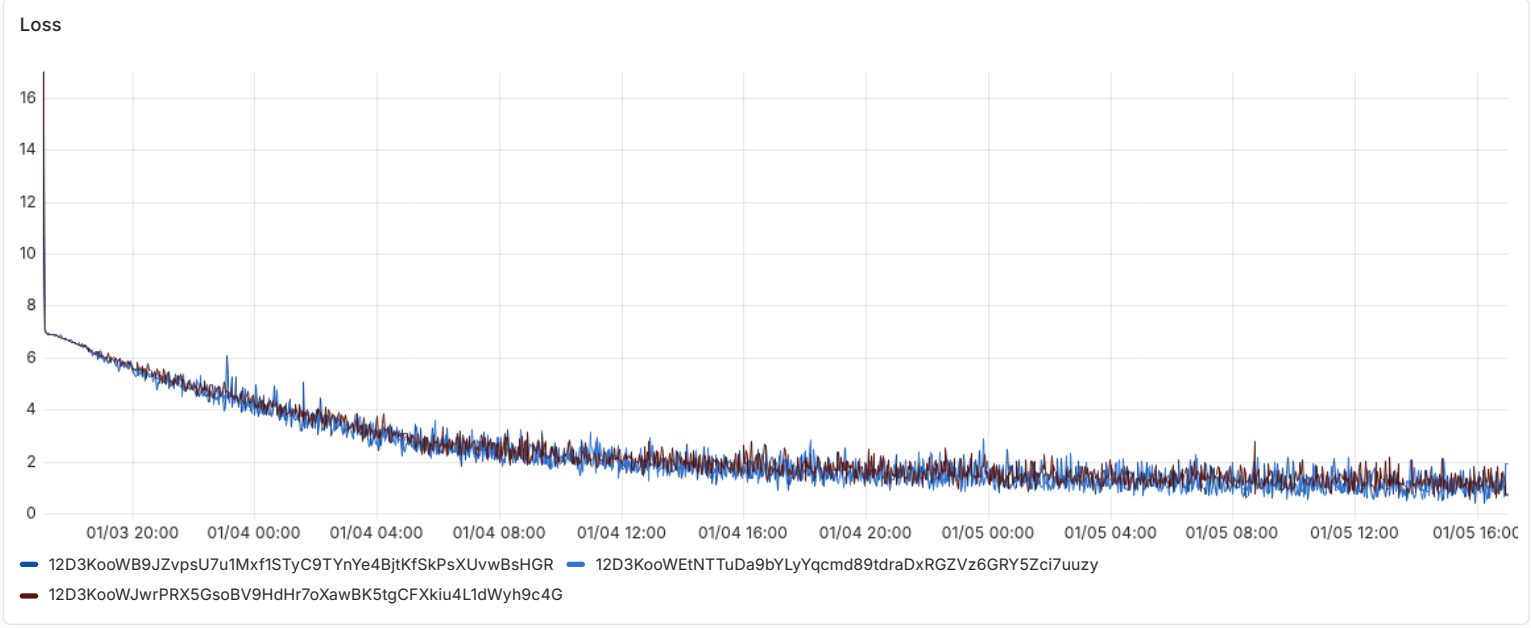 Loss
16
14
12
10
8
6
4
2
0
01/03 20:00 01/04 00:00 01/04 04:00 01/04 08:00 01/04 12:00 01/04 16:00 01/04 20:00 01/05 00:00 01/05 04:00 01/05 08:00 01/05 12:00 01/05 16:00
12D3KooWB9JZvpsU7u1Mxf1STyC9TYnYe4BjtKfSkPsXUvwBsHGR 12D3KooWEtNTTuDa9bYLyYqcmd89tdraDxRGZVz6GRY5Zci7uuzy
12D3KooWJwrPRX5GsoBV9HdHr7oXawBK5tgCFXkiu4L1dWyh9c4G